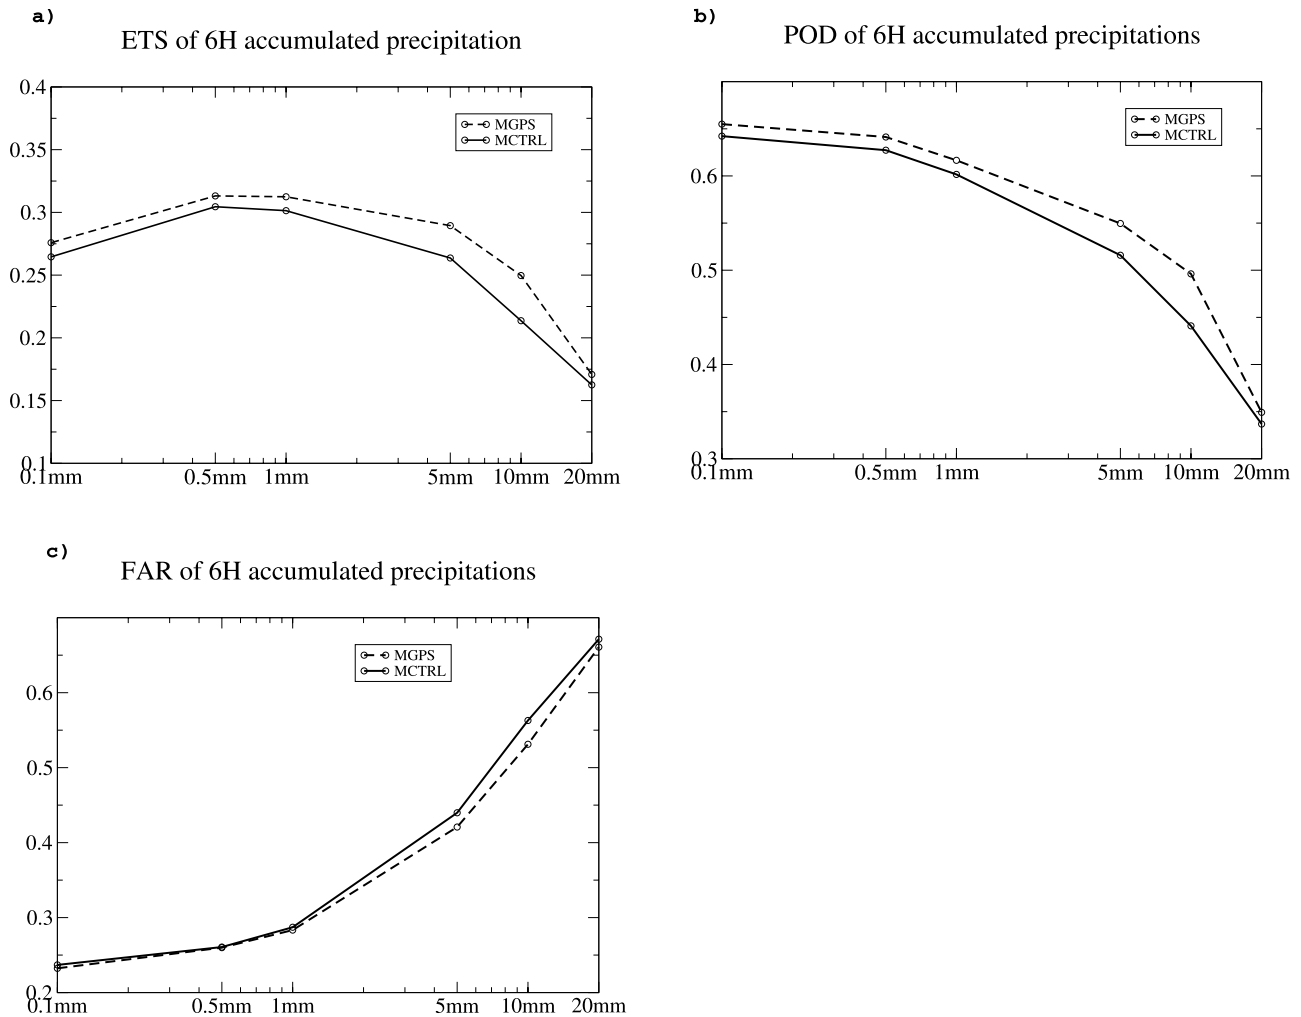 a)
ETS of 6H accumulated precipitation
0.4
0.35
0.3
0.25
0.2
0.15
0.1
0.1mm
0.5mm
1mm
5mm
10mm
20mm
MGPS
MCTRL
b)
POD of 6H accumulated precipitations
0.6
0.5
0.4
0.3
0.1mm
0.5mm
1mm
5mm
10mm
20mm
MGPS
MCTRL
c)
FAR of 6H accumulated precipitations
0.6
0.5
0.4
0.3
0.2
0.1mm
0.5mm
1mm
5mm
10mm
20mm
MGPS
MCTRL